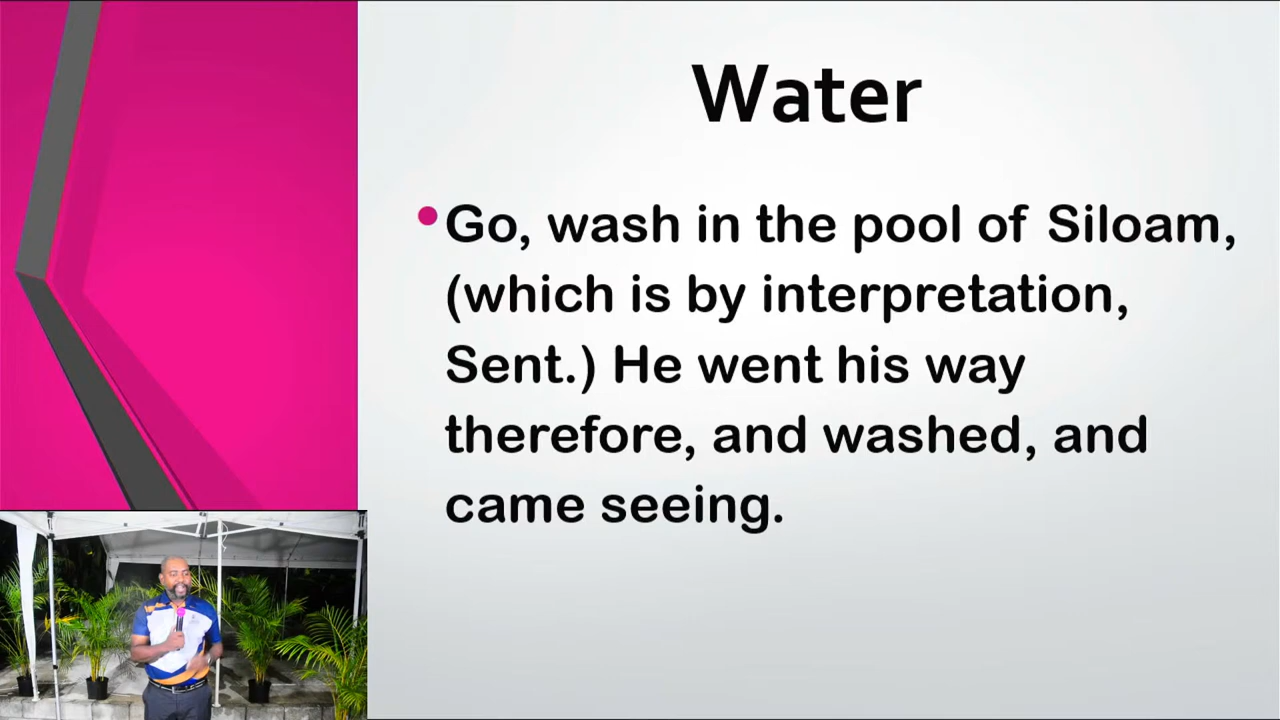 Water
•Go, wash in the pool of Siloam,
(which is by interpretation,
Sent.) He went his way
therefore, and washed, and
came seeing.